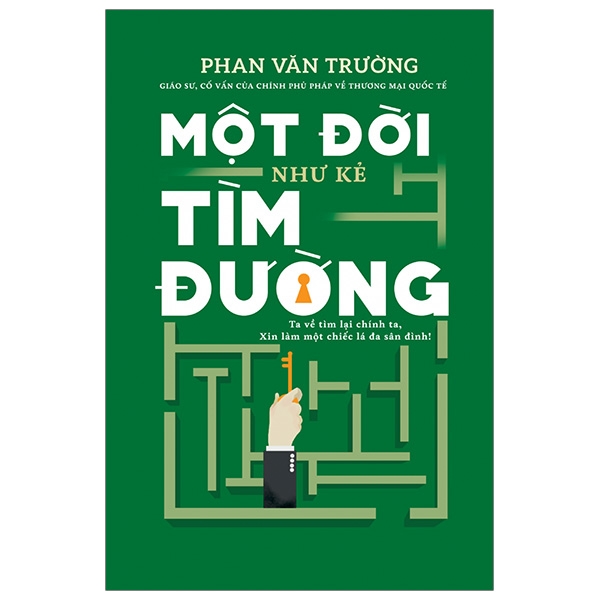 PHAN VĂN TRƯỜNG
GIÁO SƯ, CỐ VẤN CỦA CHÍNH PHỦ PHÁP VỀ THƯƠNG MẠI QUỐC TẾ
MỘT ĐỜI
NHƯ KẺ
TÌM
ĐƯỜNG
Ta về tìm lại chính ta,
Xin làm một chiếc lá đa sân đình!